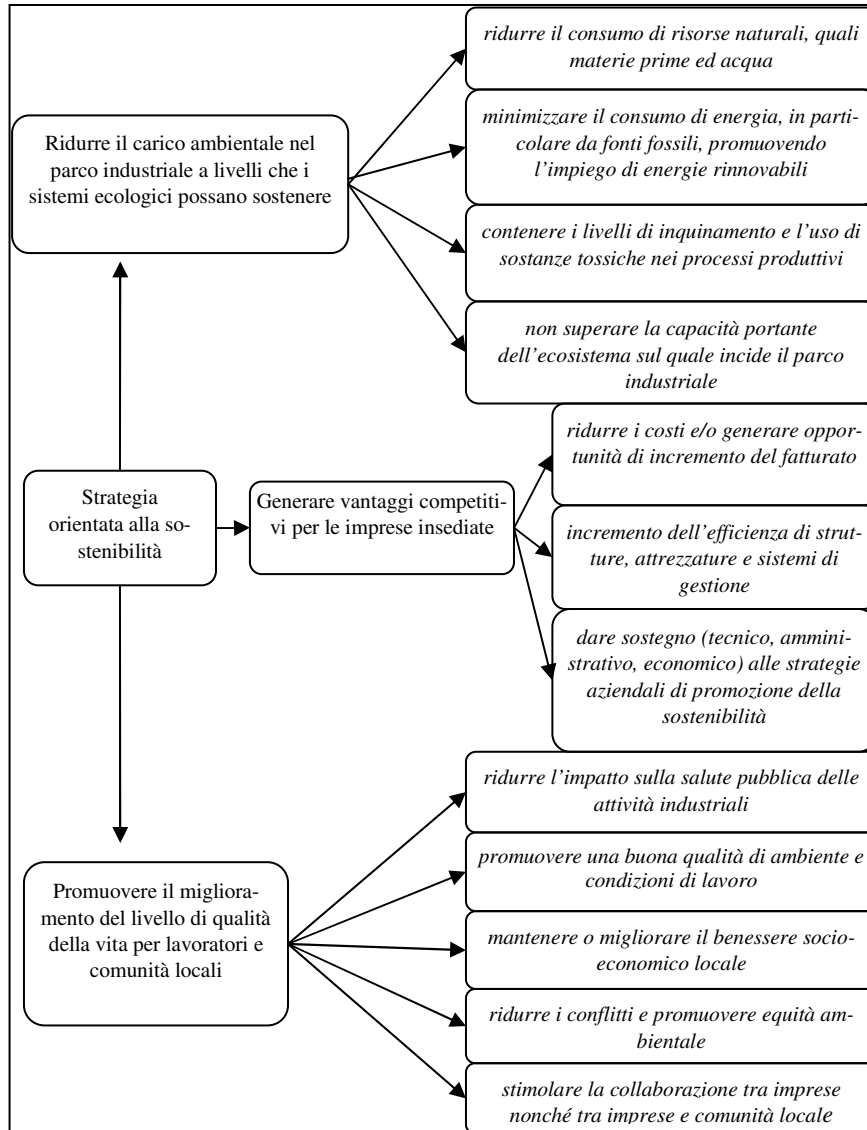 ridurre il consumo di risorse naturali, quali
materie prime ed acqua
minimizzare il consumo di energia, in parti-
colare da fonti fossili, promuovendo
l’impiego di energie rinnovabili
Ridurre il carico ambientale nel
parco industriale a livelli che i
sistemi ecologici possano sostenere
contenere i livelli di inquinamento e l’uso di
sostanze tossiche nei processi produttivi
non superare la capacità portante
dell’ecosistema sul quale incide il parco
industriale
Strategia
orientata alla so-
stenibilità
Generare vantaggi competiti-
vi per le imprese insediate
ridurre i costi e/o generare oppor-
tunità di incremento del fatturato
incremento dell’efficienza di strut-
ture, attrezzature e sistemi di
gestione
dare sostegno (tecnico, ammini-
strativo, economico) alle strategie
aziendali di promozione della
sostenibilità
Promuovere il migliora-
mento del livello di qualità
della vita per lavoratori e
comunità locali
ridurre l’impatto sulla salute pubblica delle
attività industriali
promuovere una buona qualità di ambiente e
condizioni di lavoro
mantenere o migliorare il benessere socio-
economico locale
ridurre i conflitti e promuovere equità am-
bientale
stimolare la collaborazione tra imprese
nonché tra imprese e comunità locale